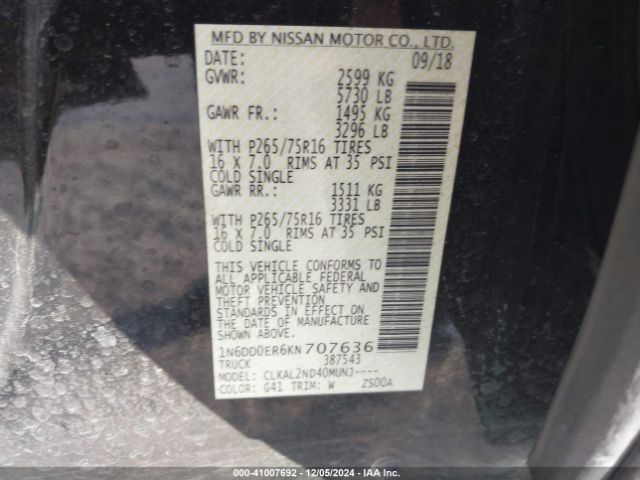 MFD BY NISSAN MOTOR CO., LTD.
DATE: 09/18
GVWR: 2599 KG
5730 LB
GAWR FR.: 1495 KG
3296 LB
WITH P265/75R16 TIRES
16 X 7.0 RIMS AT 35 PSI
COLD SINGLE
GAWR RR.: 1511 KG
3331 LB
WITH P265/75R16 TIRES
16 X 7.0 RIMS AT 35 PSI
COLD SINGLE
THIS VEHICLE CONFORMS TO
ALL APPLICABLE FEDERAL
MOTOR VEHICLE SAFETY AND
THEFT PREVENTION
STANDARDS IN EFFECT ON
THE DATE OF MANUFACTURE
SHOWN ABOVE.
1N6DD0ER6KN707636
TRUCK 387543
MODEL: CLKAL2ND40MUNJ----
COLOR: G41 TRIM: W ZS00A
000-41007692 - 12/05/2024 - IAA Inc.